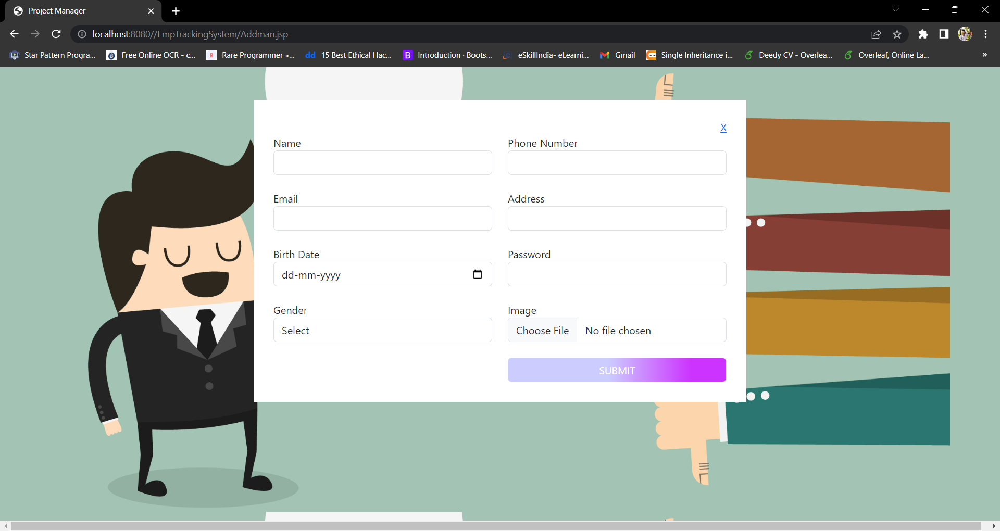 Project Manager
localhost:8080//EmpTrackingSystem/Addman.jsp
Star Pattern Progra...
Free Online OCR - c...
Rare Programmer »...
15 Best Ethical Hac...
Introduction · Boots...
eSkillIndia- eLearni...
Gmail
Single Inheritance i...
Deedy CV - Overlea...
Overleaf, Online La...
»
X
Name
Phone Number
Email
Address
Birth Date
Password
dd-mm-yyyy
Gender
Image
Select
Choose File No file chosen
SUBMIT